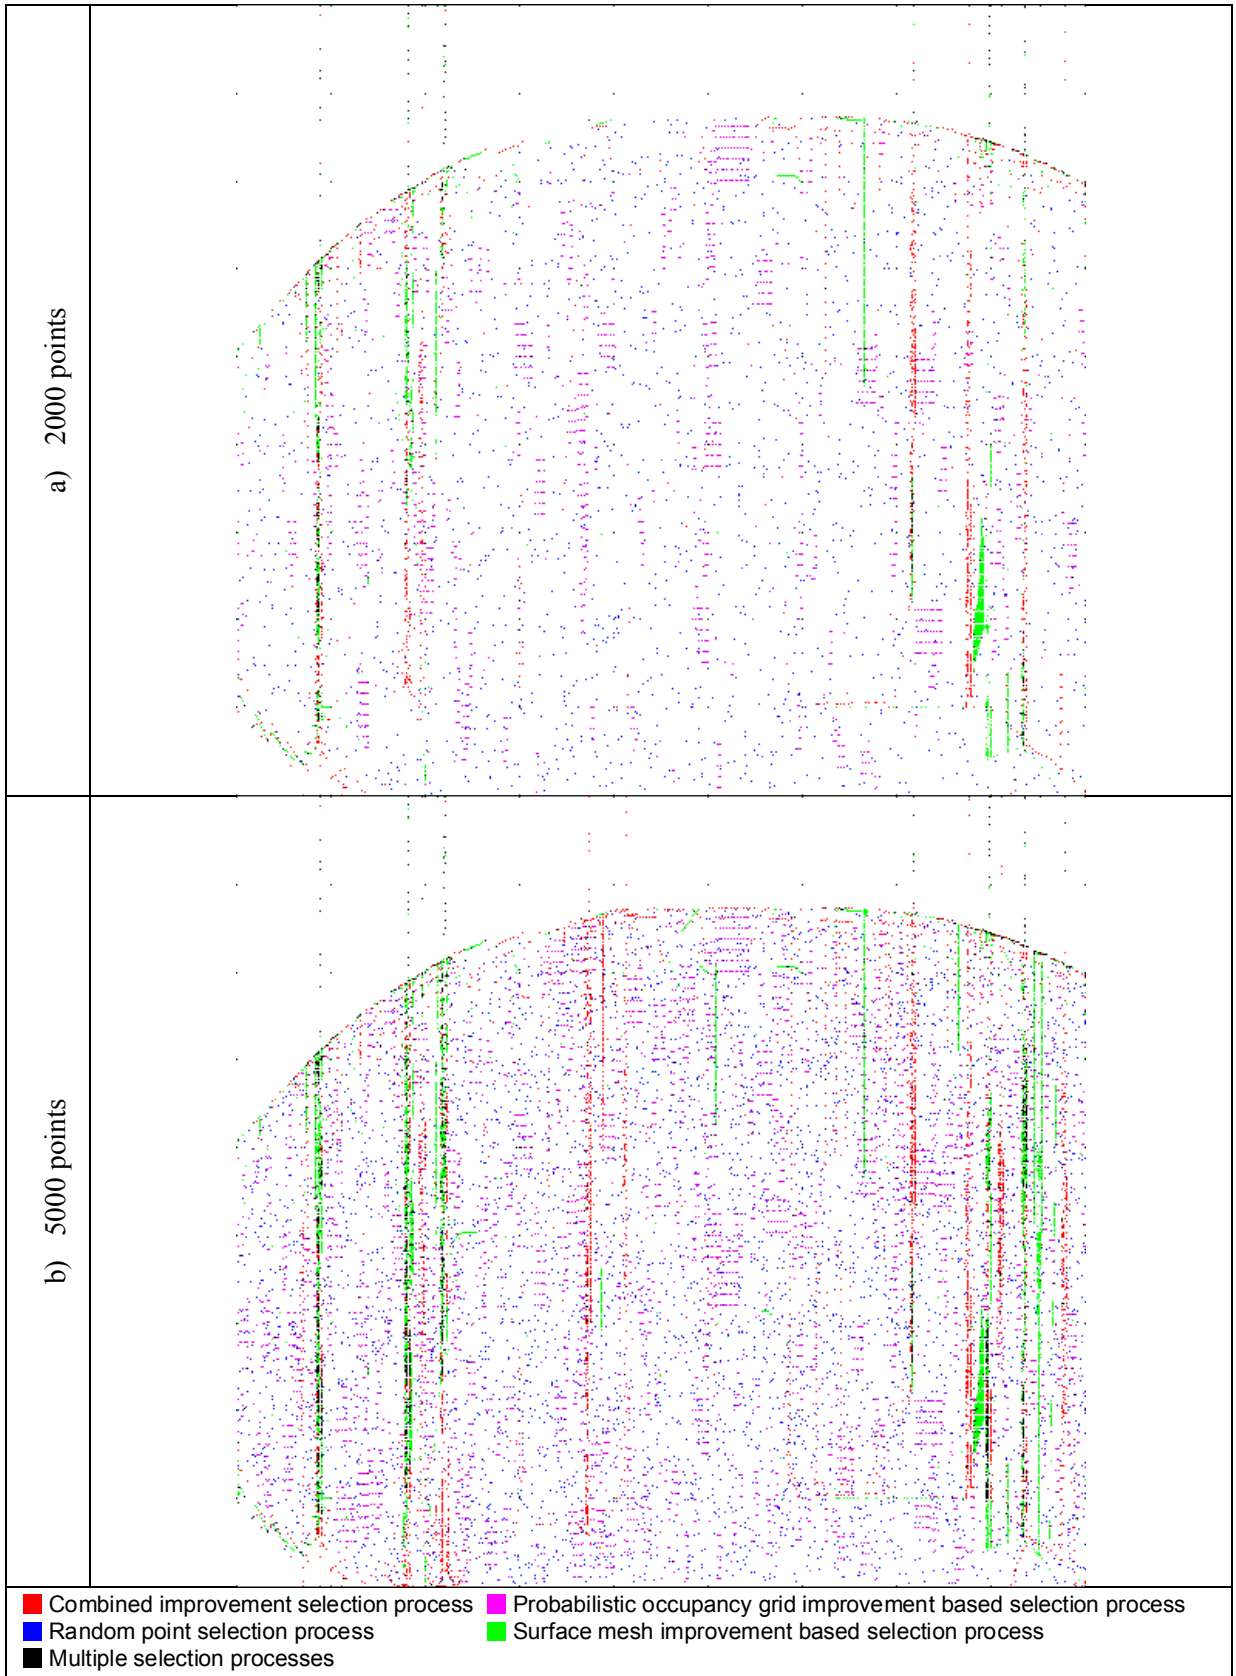 a) 2000 points
b) 5000 points
Combined improvement selection process
Probabilistic occupancy grid improvement based selection process
Random point selection process
Surface mesh improvement based selection process
Multiple selection processes